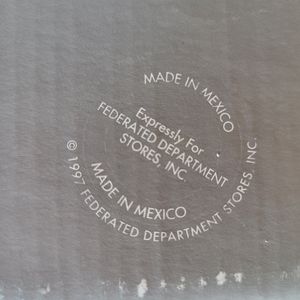 MADE IN MEXICO
Expressly For
FEDERATED DEPARTMENT
STORES, INC.
MADE IN MEXICO
© 1997 FEDERATED DEPARTMENT STORES, INC.